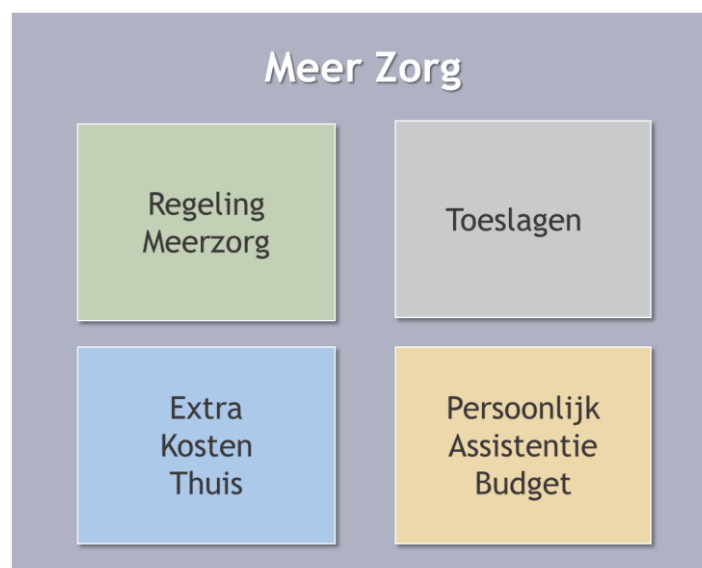 Meer Zorg
Regeling
Meerzorg
Toeslagen
Extra
Kosten
Thuis
Persoonlijk
Assistentie
Budget